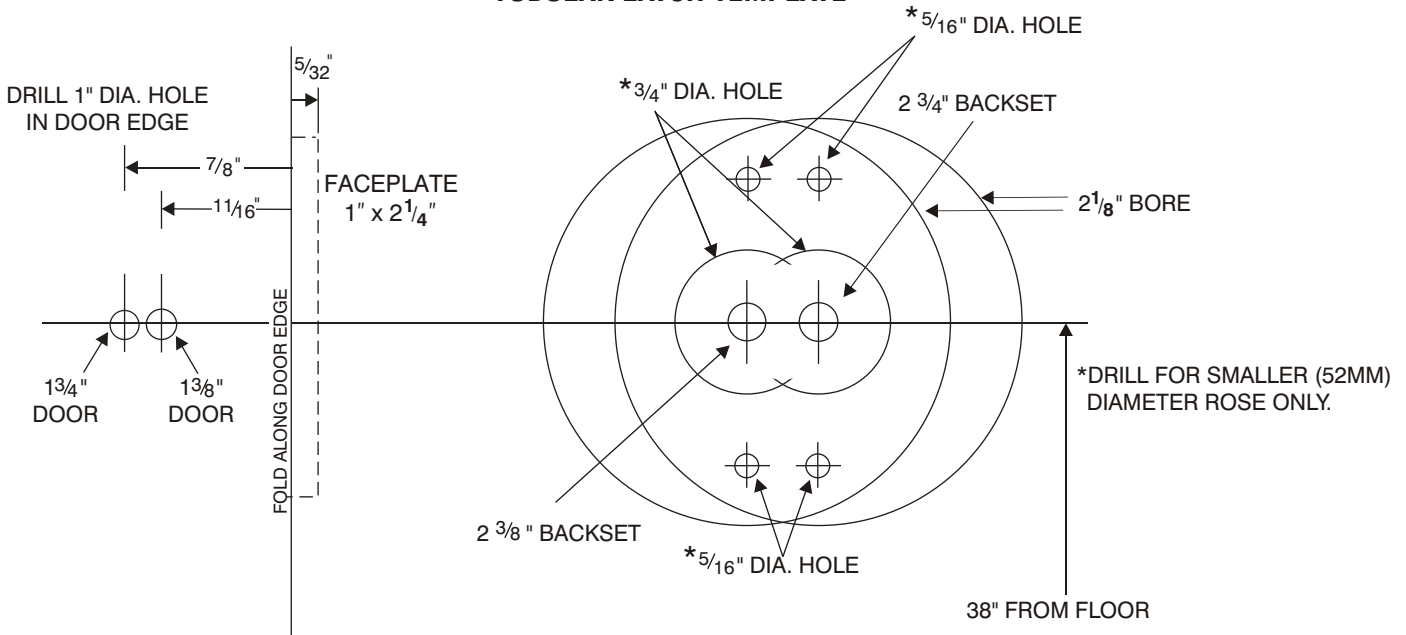 *5/16" DIA. HOLE
5/32"
DRILL 1" DIA. HOLE
IN DOOR EDGE
*3/4" DIA. HOLE
2 3/4" BACKSET
7/8"
FACEPLATE
1" x 2 1/4"
11/16"
2 1/8" BORE
FOLD ALONG DOOR EDGE
1 3/4"
DOOR
1 3/8"
DOOR
*DRILL FOR SMALLER (52MM)
DIAMETER ROSE ONLY.
2 3/8" BACKSET
*5/16" DIA. HOLE
38" FROM FLOOR